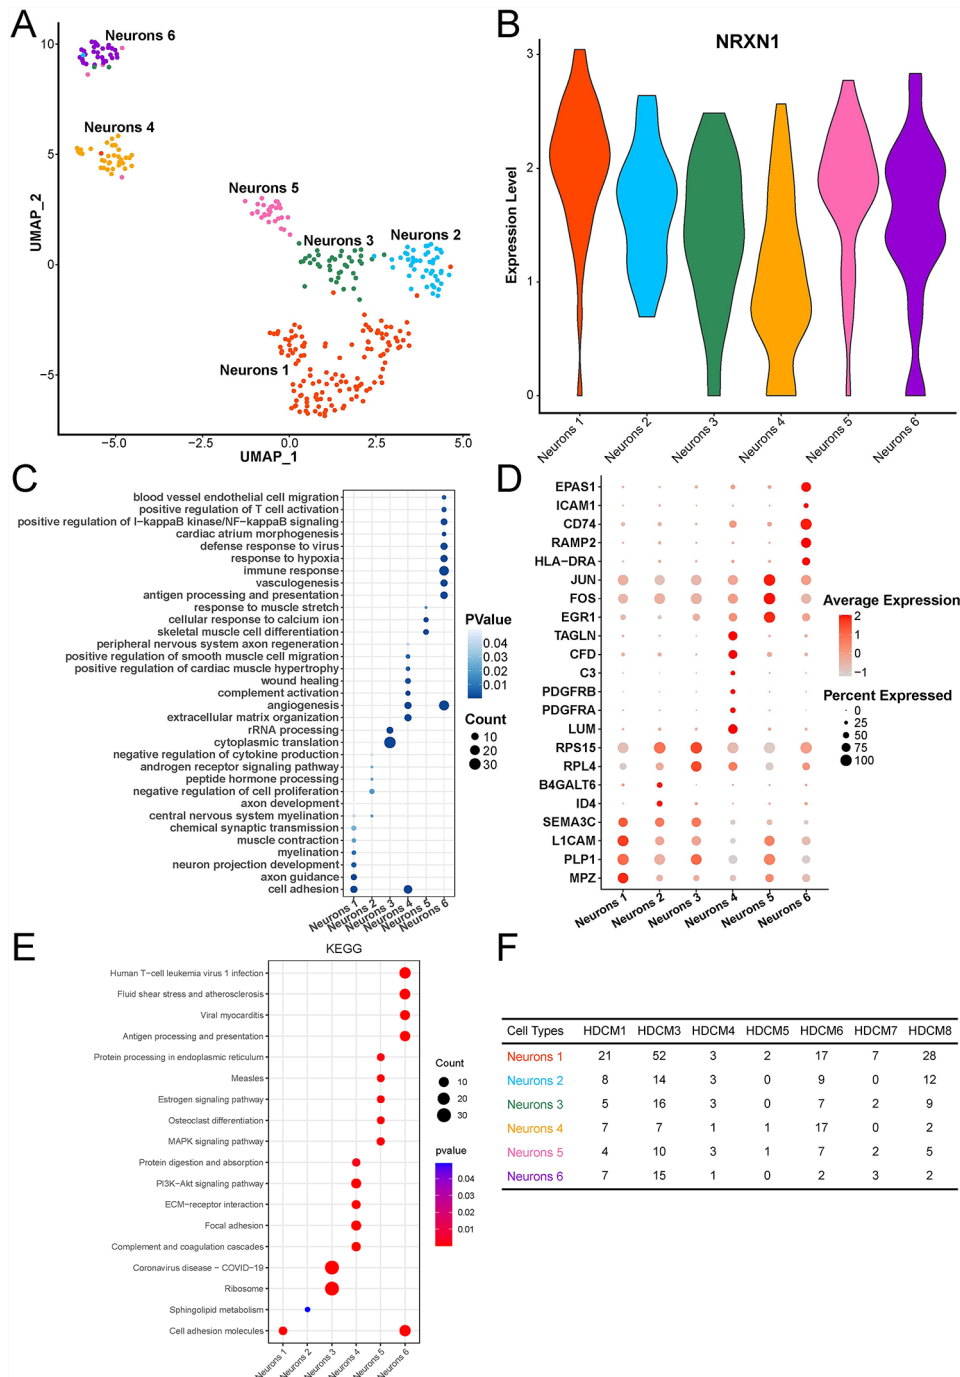 A
Neurons 6
Neurons 4
Neurons 5
Neurons 3
Neurons 2
Neurons 1
10
5
0
−5
UMAP_2
−5.0
−2.5
0.0
2.5
5.0
UMAP_1
B
NRXN1
3
2
1
0
Expression Level
Neurons 1
Neurons 2
Neurons 3
Neurons 4
Neurons 5
Neurons 6
C
blood vessel endothelial cell migration
positive regulation of T cell activation
positive regulation of I−kappaB kinase/NF−kappaB signaling
cardiac atrium morphogenesis
defense response to virus
response to hypoxia
immune response
vasculogenesis
antigen processing and presentation
response to muscle stretch
cellular response to calcium ion
skeletal muscle cell differentiation
peripheral nervous system axon regeneration
positive regulation of smooth muscle cell migration
positive regulation of cardiac muscle hypertrophy
wound healing
complement activation
angiogenesis
extracellular matrix organization
rRNA processing
cytoplasmic translation
negative regulation of cytokine production
androgen receptor signaling pathway
peptide hormone processing
negative regulation of cell proliferation
axon development
central nervous system myelination
chemical synaptic transmission
muscle contraction
myelination
neuron projection development
axon guidance
cell adhesion
Neurons 1
Neurons 2
Neurons 3
Neurons 4
Neurons 5
Neurons 6
PValue
0.04
0.03
0.02
0.01
Count
10
20
30
D
EPAS1
ICAM1
CD74
RAMP2
HLA−DRA
JUN
FOS
EGR1
TAGLN
CFD
C3
PDGFRB
PDGFRA
LUM
RPS15
RPL4
B4GALT6
ID4
SEMA3C
L1CAM
PLP1
MPZ
Neurons 1
Neurons 2
Neurons 3
Neurons 4
Neurons 5
Neurons 6
Average Expression
2
1
0
−1
Percent Expressed
0
25
50
75
100
E
KEGG
Human T−cell leukemia virus 1 infection
Fluid shear stress and atherosclerosis
Viral myocarditis
Antigen processing and presentation
Protein processing in endoplasmic reticulum
Measles
Estrogen signaling pathway
Osteoclast differentiation
MAPK signaling pathway
Protein digestion and absorption
PI3K−Akt signaling pathway
ECM−receptor interaction
Focal adhesion
Complement and coagulation cascades
Coronavirus disease − COVID−19
Ribosome
Sphingolipid metabolism
Cell adhesion molecules
Neurons 1
Neurons 2
Neurons 3
Neurons 4
Neurons 5
Neurons 6
Count
10
20
30
pvalue
0.04
0.03
0.02
0.01
F
Cell Types HDCM1 HDCM3 HDCM4 HDCM5 HDCM6 HDCM7 HDCM8
Neurons 1 21 52 3 2 17 7 28
Neurons 2 8 14 3 0 9 0 12
Neurons 3 5 16 3 0 7 2 9
Neurons 4 7 7 1 1 17 0 2
Neurons 5 4 10 3 1 7 2 5
Neurons 6 7 15 1 0 2 3 2